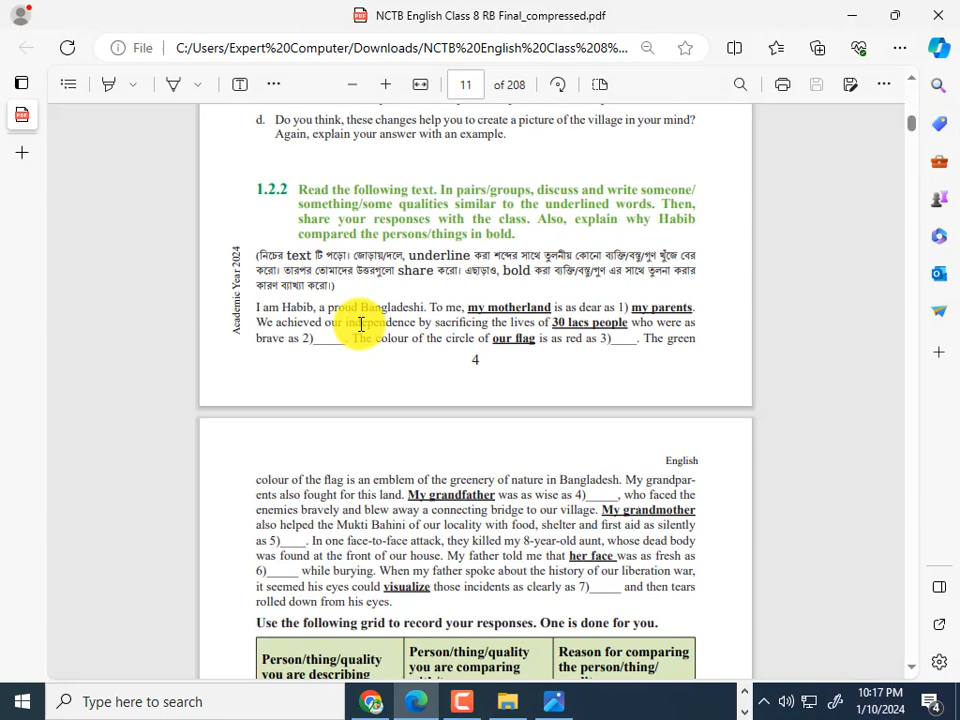 NCTB English Class 8 RB Final_compressed.pdf
File C:/Users/Expert%20Computer/Downloads/NCTB%20English%20Class%208%...
11 of 208
d. Do you think, these changes help you to create a picture of the village in your mind?
Again, explain your answer with an example.
1.2.2 Read the following text. In pairs/groups, discuss and write someone/
something/some qualities similar to the underlined words. Then,
share your responses with the class. Also, explain why Habib
compared the persons/things in bold.
(নিচের text টি পড়ো। জোড়ায়/দলে, underline করা শব্দের সাথে তুলনীয় কোনো ব্যক্তি/বস্তু/গুণ খুঁজে বের
করো। তারপর তোমাদের উত্তরগুলো share করো। এছাড়াও, bold করা ব্যক্তি/বস্তু/গুণ এর সাথে তুলনা করার
কারণ ব্যাখ্যা করো।)
Academic Year 2024
I am Habib, a proud Bangladeshi. To me, my motherland is as dear as 1) my parents.
We achieved our independence by sacrificing the lives of 30 lacs people who were as
brave as 2)_____. The colour of the circle of our flag is as red as 3)____. The green
4
English
colour of the flag is an emblem of the greenery of nature in Bangladesh. My grandpar-
ents also fought for this land. My grandfather was as wise as 4)_____, who faced the
enemies bravely and blew away a connecting bridge to our village. My grandmother
also helped the Mukti Bahini of our locality with food, shelter and first aid as silently
as 5)____. In one face-to-face attack, they killed my 8-year-old aunt, whose dead body
was found at the front of our house. My father told me that her face was as fresh as
6)_____ while burying. When my father spoke about the history of our liberation war,
it seemed his eyes could visualize those incidents as clearly as 7)_____ and then tears
rolled down from his eyes.
Use the following grid to record your responses. One is done for you.
Person/thing/quality you are describing
Person/thing/quality you are comparing
Reason for comparing the person/thing/
Type here to search
10:17 PM
1/10/2024
4